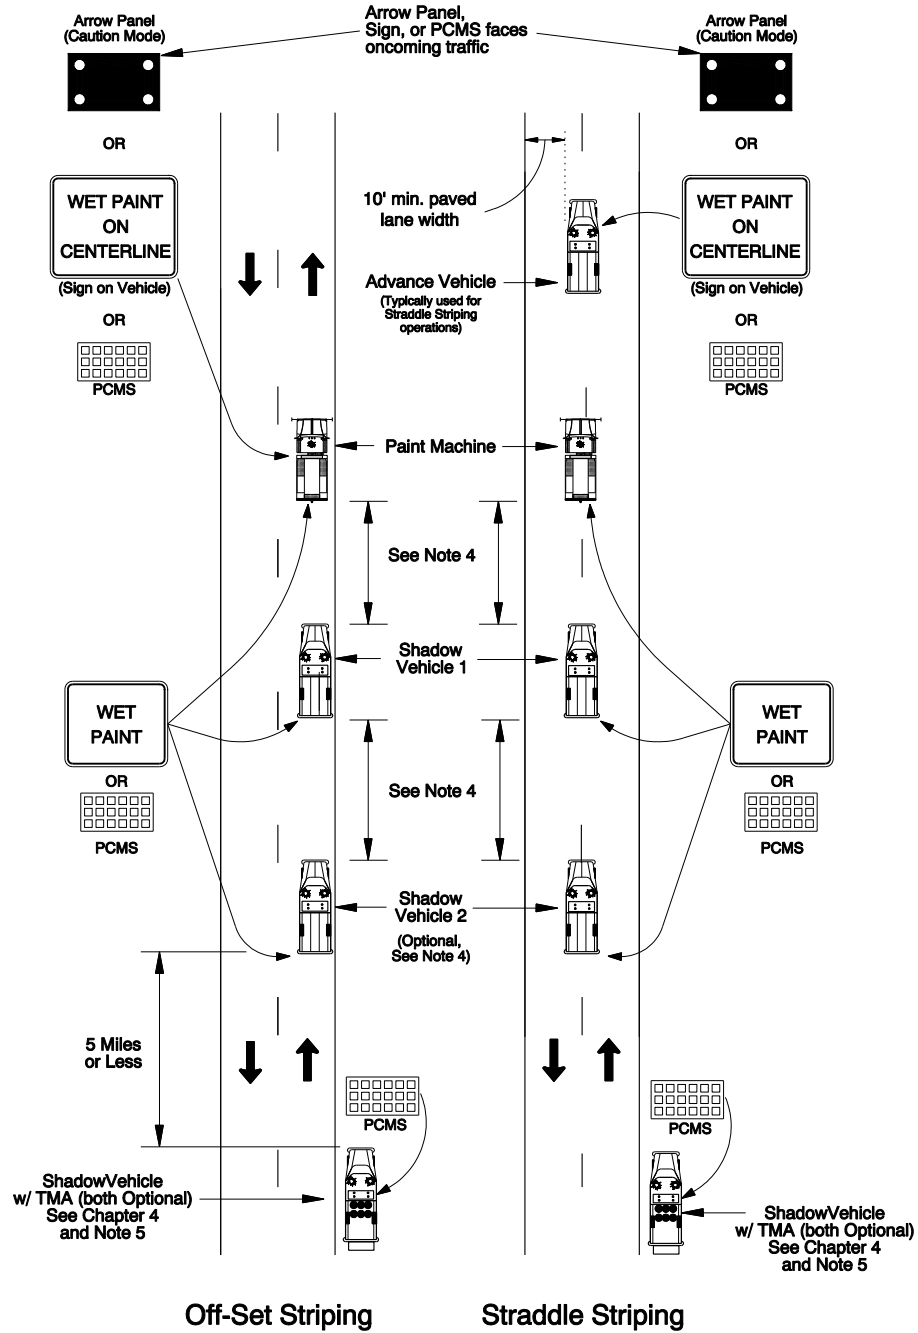 Arrow Panel
(Caution Mode)
Arrow Panel,
Sign, or PCMS faces
oncoming traffic
Arrow Panel
(Caution Mode)
OR
OR
WET PAINT
ON
CENTERLINE
(Sign on Vehicle)
10' min. paved
lane width
WET PAINT
ON
CENTERLINE
(Sign on Vehicle)
Advance Vehicle
(Typically used for
Straddle Striping
operations)
OR
OR
PCMS
PCMS
Paint Machine
See Note 4
Shadow
Vehicle 1
WET
PAINT
WET
PAINT
OR
OR
See Note 4
PCMS
PCMS
Shadow
Vehicle 2
(Optional,
See Note 4)
5 Miles
or Less
PCMS
PCMS
ShadowVehicle
w/ TMA (both Optional)
See Chapter 4
and Note 5
ShadowVehicle
w/ TMA (both Optional)
See Chapter 4
and Note 5
Off-Set Striping
Straddle Striping